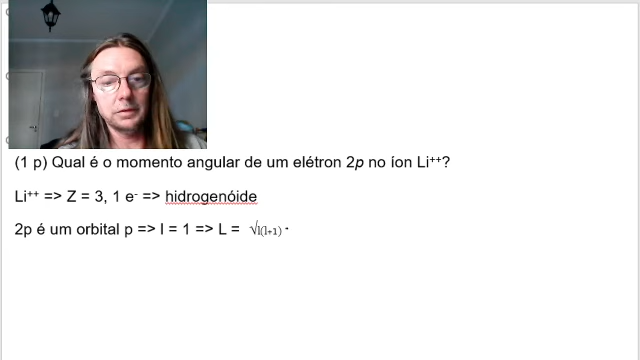 (1 p) Qual é o momento angular de um elétron 2p no íon Li⁺⁺?
Li⁺⁺ => Z = 3, 1 e⁻ => hidrogenóide
2p é um orbital p => l = 1 => L = √l(l+1)